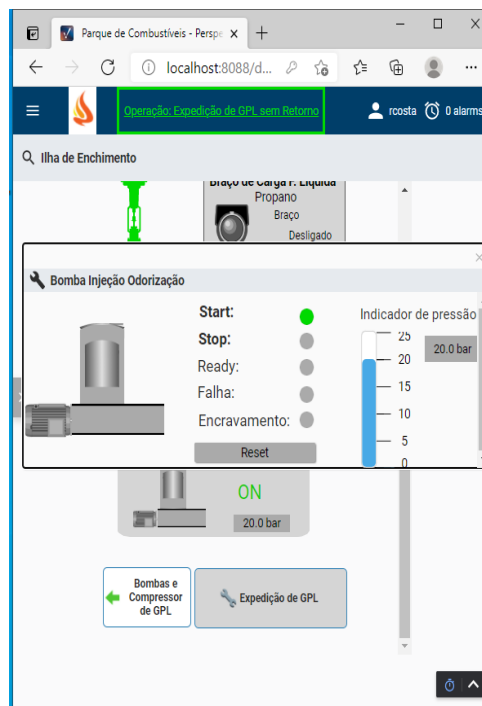 Parque de Combustíveis - Perspe
localhost:8088/d...
Operação: Expedição de GPL sem Retorno
rcosta
0 alarms
Ilha de Enchimento
Braço de Carga F. Líquida
Propano
Braço
Desligado
Bomba Injeção Odorização
Start:
Stop:
Ready:
Falha:
Encravamento:
Reset
Indicador de pressão
25
20
15
10
5
0
20.0 bar
ON
20.0 bar
Bombas e
Compressor
de GPL
Expedição de GPL